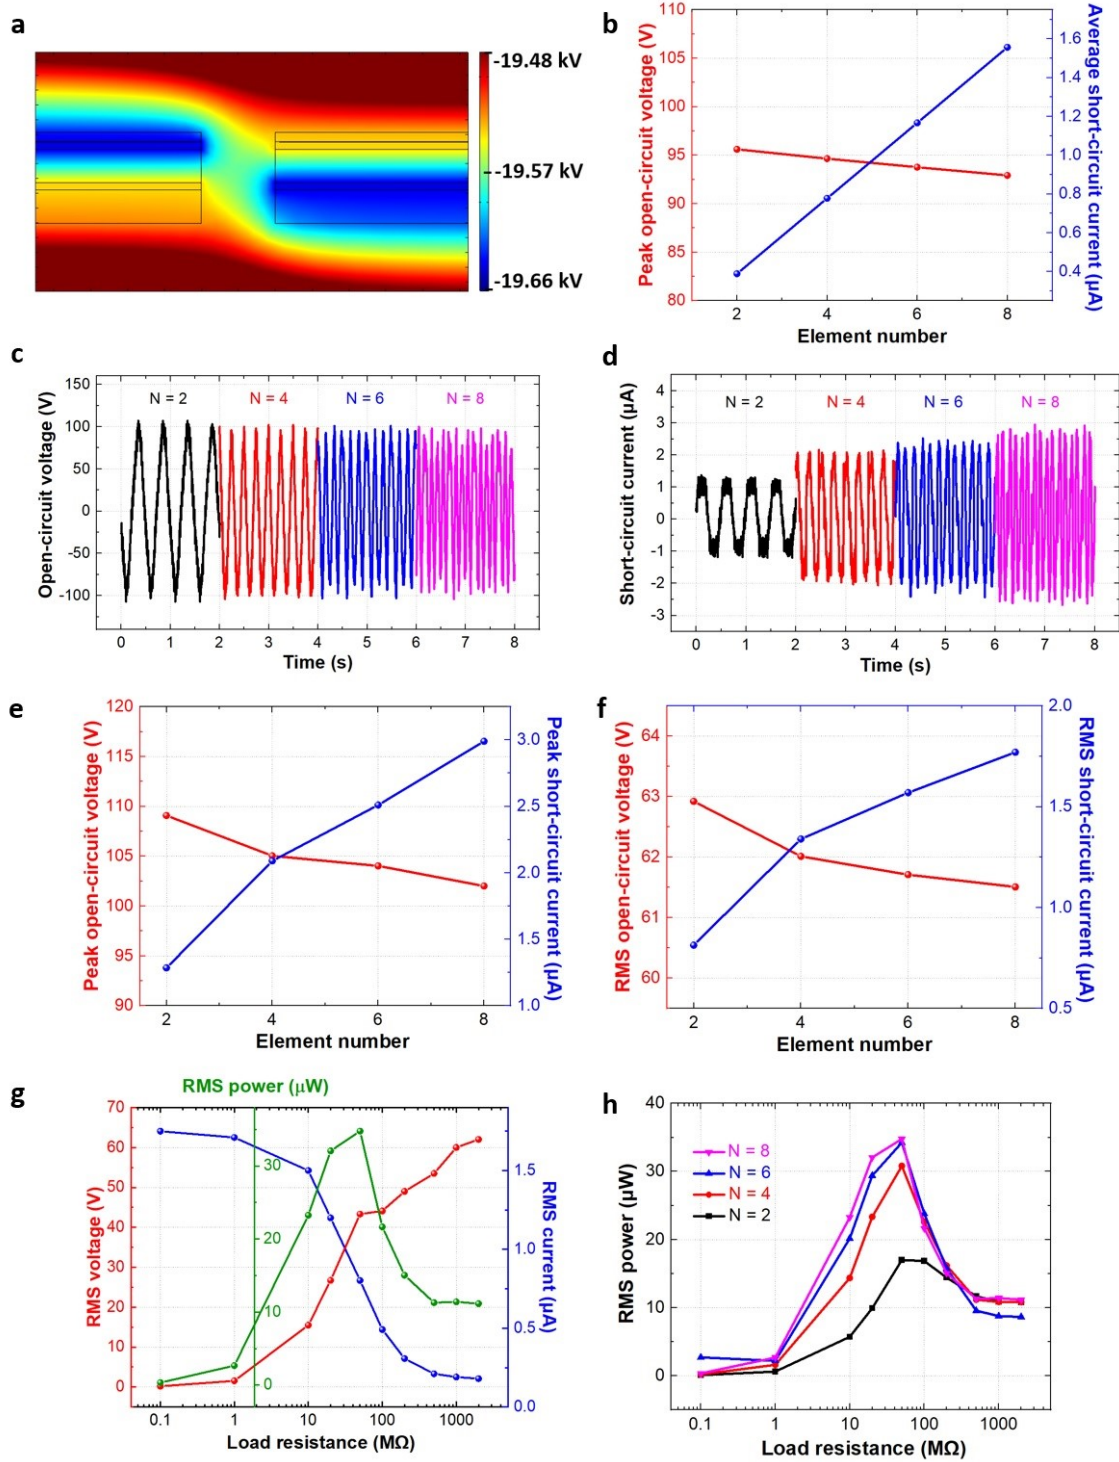 a
-19.48 kV
-19.57 kV
-19.66 kV
b
Peak open-circuit voltage (V)
110
105
100
95
90
85
80
Average short-circuit current (μA)
1.6
1.4
1.2
1.0
0.8
0.6
0.4
2 4 6 8
Element number
c
Open-circuit voltage (V)
150
100
50
0
-50
-100
N = 2 N = 4 N = 6 N = 8
0 1 2 3 4 5 6 7 8
Time (s)
d
Short-circuit current (μA)
4
3
2
1
0
-1
-2
-3
N = 2 N = 4 N = 6 N = 8
0 1 2 3 4 5 6 7 8
Time (s)
e
Peak open-circuit voltage (V)
120
115
110
105
100
95
90
Peak short-circuit current (μA)
3.0
2.5
2.0
1.5
1.0
2 4 6 8
Element number
f
RMS open-circuit voltage (V)
64
63
62
61
60
RMS short-circuit current (μA)
2.0
1.5
1.0
0.5
2 4 6 8
Element number
g
RMS power (μW)
RMS voltage (V)
70
60
50
40
30
20
10
0
30
20
10
0
RMS current (μA)
1.5
1.0
0.5
0.0
0.1 1 10 100 1000
Load resistance (MΩ)
h
RMS power (μW)
40
30
20
10
0
N = 8
N = 6
N = 4
N = 2
0.1 1 10 100 1000
Load resistance (MΩ)